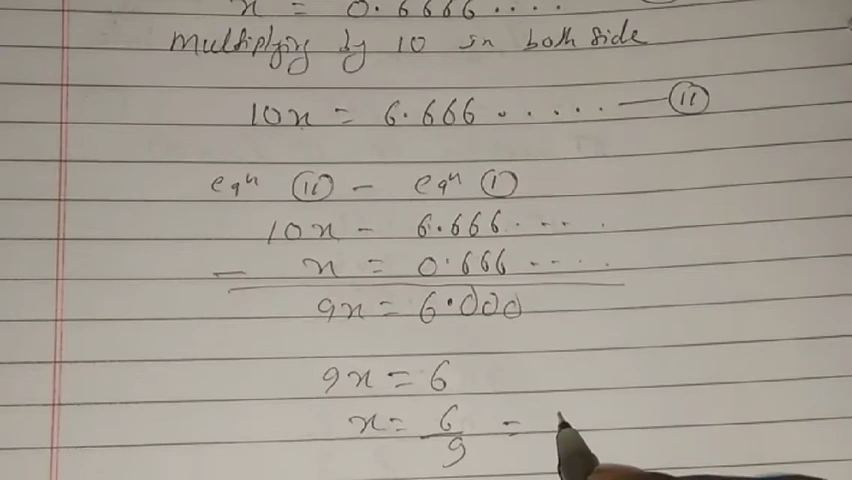 x = 0.6666....
Multiplying by 10 in both side
10x = 6.666...... — (ii)
eqn (ii) - eqn (i)
10x - 6.666.....
- x = 0.666.....
9x = 6.000
9x = 6
x = 6/9 =